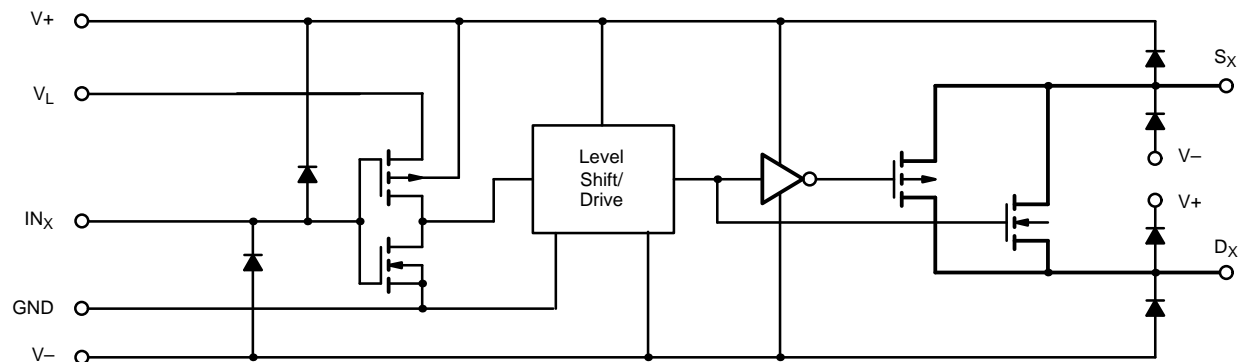 V+
VL
INX
GND
V–
Level
Shift/
Drive
SX
V–
V+
DX